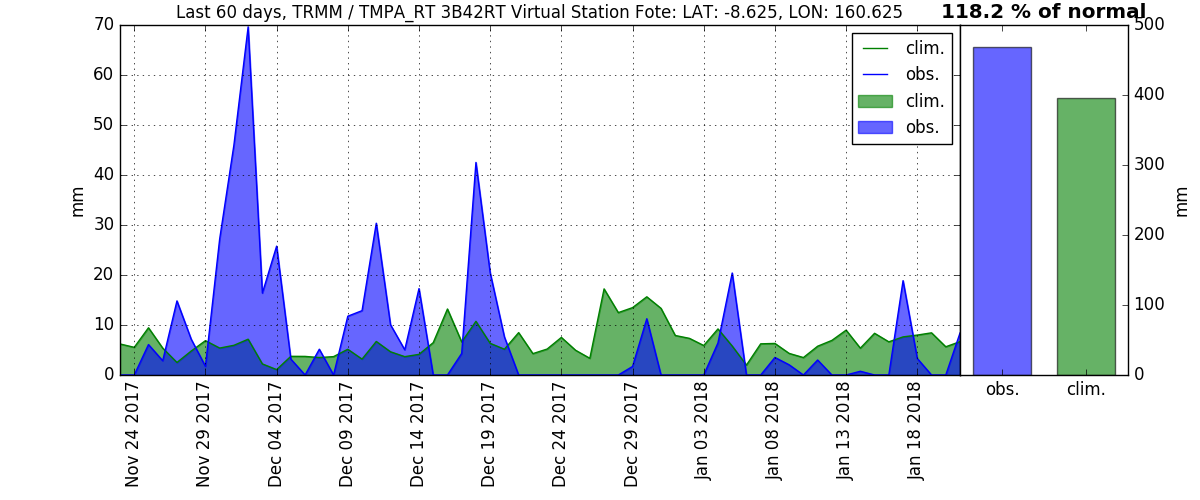 Last 60 days, TRMM / TMPA_RT 3B42RT Virtual Station Fote: LAT: -8.625, LON: 160.625
118.2 % of normal
70
60
50
40
30
20
10
0
mm
clim.
obs.
clim.
obs.
500
400
300
200
100
0
mm
obs.
clim.
Nov 24 2017
Nov 29 2017
Dec 04 2017
Dec 09 2017
Dec 14 2017
Dec 19 2017
Dec 24 2017
Dec 29 2017
Jan 03 2018
Jan 08 2018
Jan 13 2018
Jan 18 2018